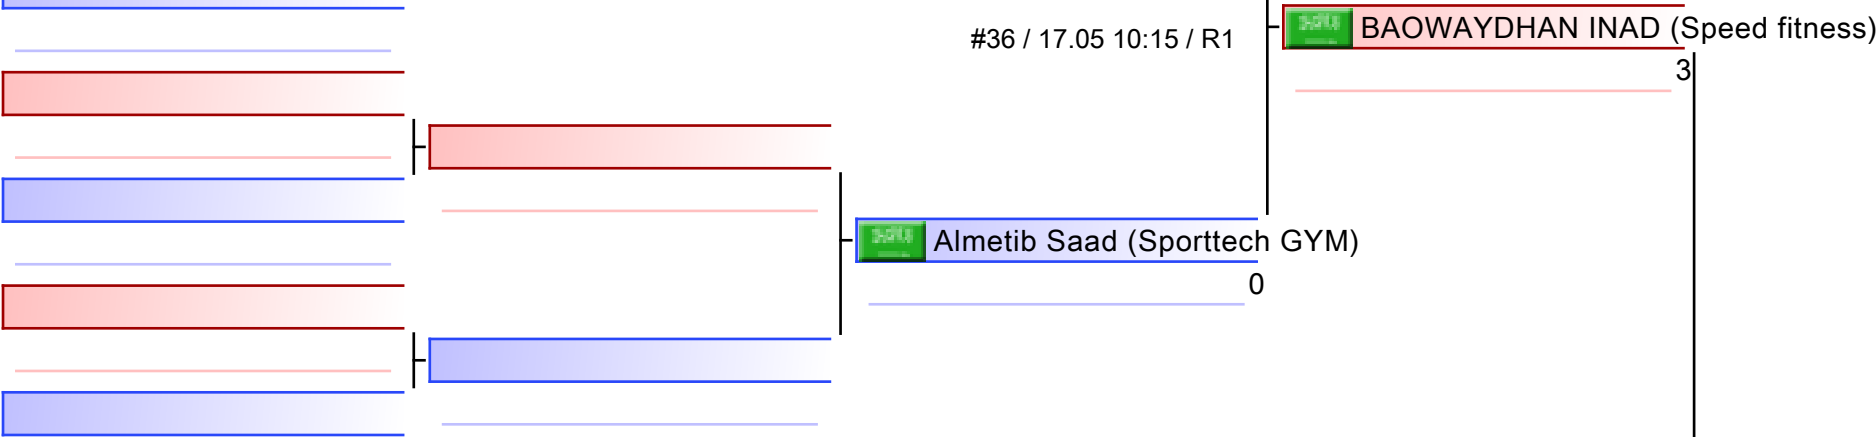 BAOWAYDHAN INAD (Speed fitness)
#36 / 17.05 10:15 / R1
3
Almetib Saad (Sporttech GYM)
0